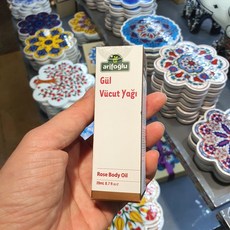 arifoğlu
Gül
Vücut Yağı
Rose Body Oil